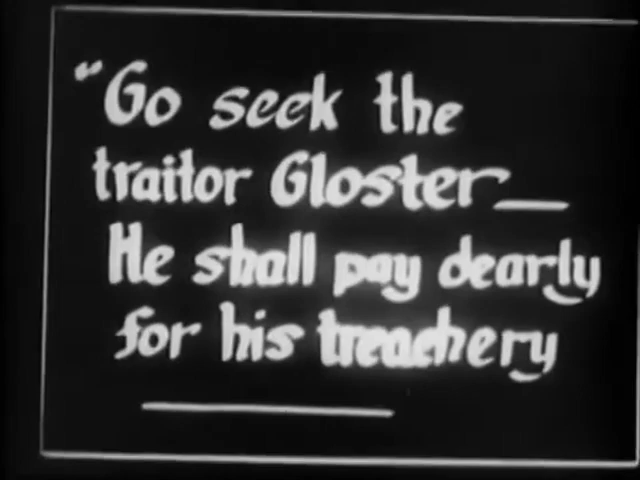 "Go seek the
traitor Gloster—
He shall pay dearly
for his treachery